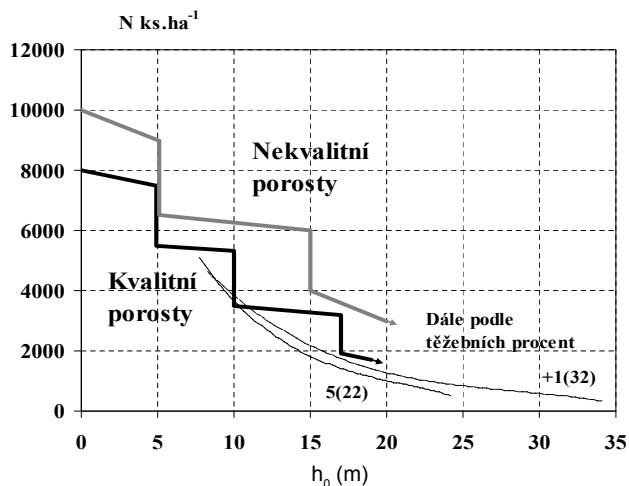 N ks.ha-1
12000
10000
8000
6000
4000
2000
0
Nekvalitní
porosty
Kvalitní
porosty
Dále podle
těžebních procent
+1(32)
5(22)
0 5 10 15 20 25 30 35
h0 (m)